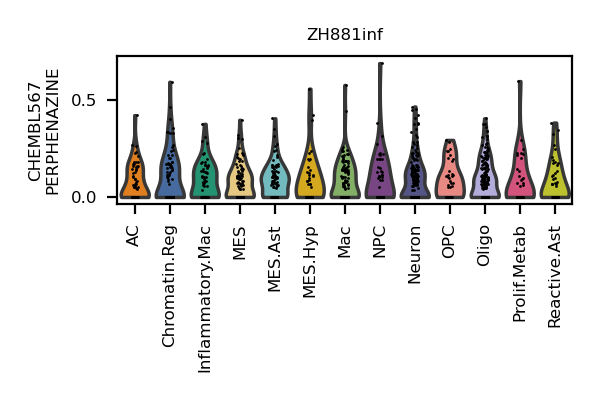 ZH881inf
CHEMBL567
PERPHENAZINE
0.5
0.0
AC
Chromatin.Reg
Inflammatory.Mac
MES
MES.Ast
MES.Hyp
Mac
NPC
Neuron
OPC
Oligo
Prolif.Metab
Reactive.Ast